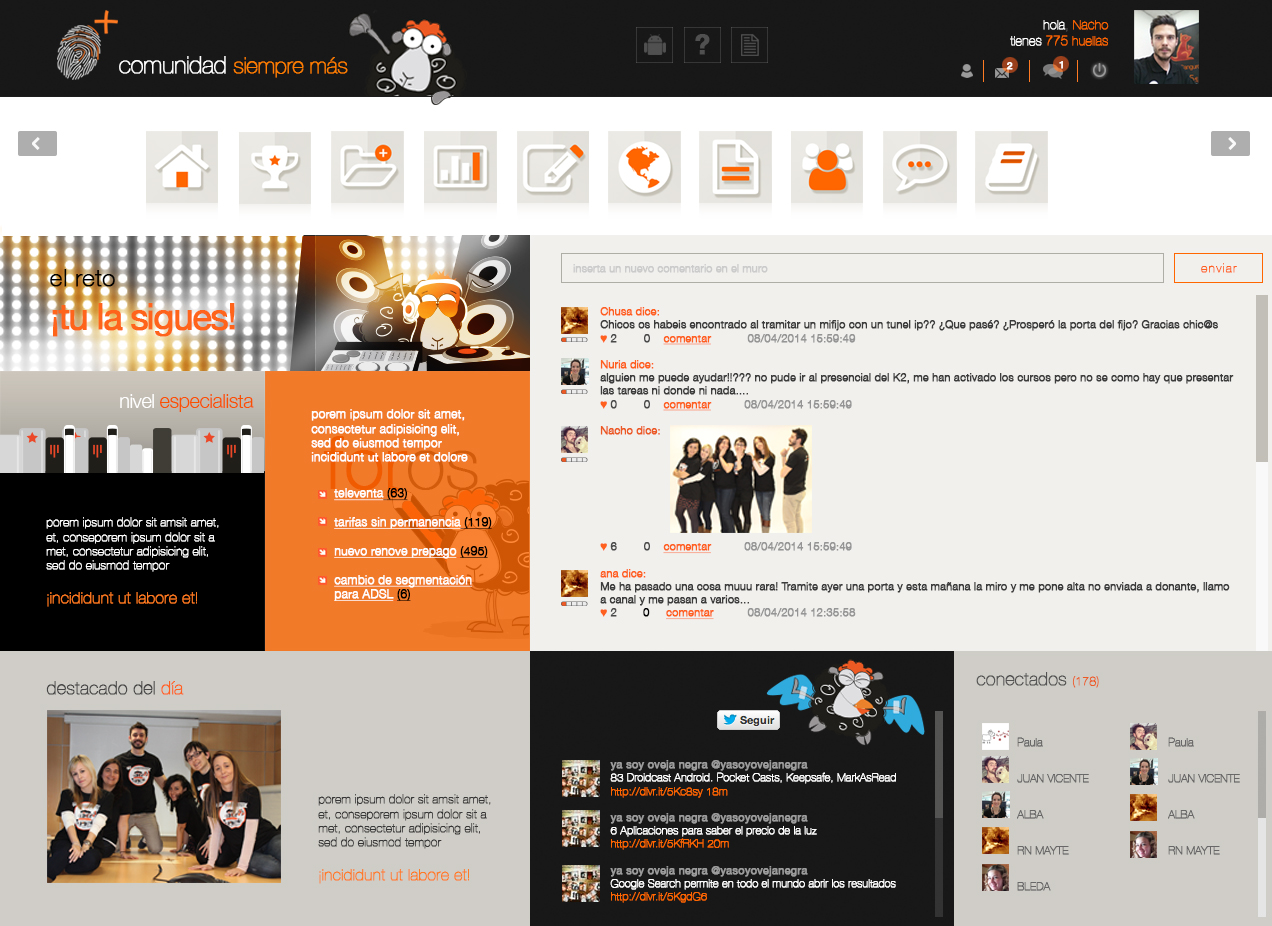 comunidad siempre más
?
hola, Nacho
tienes 775 huellas
2
1
el reto
¡tu la sigues!
nivel especialista
porem ipsum dolor sit amsit amet,
et, conseporem ipsum dolor sit a
met, consectetur adipisicing elit,
sed do eiusmod tempor
¡incididunt ut labore et!
foros
porem ipsum dolor sit amet,
consectetur adipisicing elit,
sed do eiusmod tempor
incididunt ut labore et dolore
televenta (63)
tarifas sin permanencia (119)
nuevo renove prepago (495)
cambio de segmentación
para ADSL (6)
inserta un nuevo comentario en el muro
enviar
Chusa dice:
Chicos os habeis encontrado al tramitar un mifijo con un tunel ip?? ¿Que pasé? ¿Prosperó la porta del fijo? Gracias chic@s
♥ 2 0 comentar 08/04/2014 15:59:49
Nuria dice:
alguien me puede ayudar!!??? no pude ir al presencial del K2, me han activado los cursos pero no se como hay que presentar
las tareas ni donde ni nada....
♥ 0 0 comentar 08/04/2014 15:59:49
Nacho dice:
♥ 6 0 comentar 08/04/2014 15:59:49
ana dice:
Me ha pasado una cosa muuu rara! Tramite ayer una porta y esta mañana la miro y me pone alta no enviada a donante, llamo
a canal y me pasan a varios...
♥ 2 0 comentar 08/04/2014 12:35:58
destacado del día
porem ipsum dolor sit amsit amet,
et, conseporem ipsum dolor sit a
met, consectetur adipisicing elit,
sed do eiusmod tempor
¡incididunt ut labore et!
Seguir
ya soy oveja negra @yasoyovejanegra
83 Droidcast Android. Pocket Casts, Keepsafe, MarkAsRead
http://dlvr.it/5Kc8sy 18m
ya soy oveja negra @yasoyovejanegra
6 Aplicaciones para saber el precio de la luz
http://dlvr.it/5KfRKH 20m
ya soy oveja negra @yasoyovejanegra
Google Search permite en todo el mundo abrir los resultados
http://dlvr.it/5KgdG6
conectados (178)
Paula Paula
JUAN VICENTE JUAN VICENTE
ALBA ALBA
RN MAYTE RN MAYTE
BLEDA